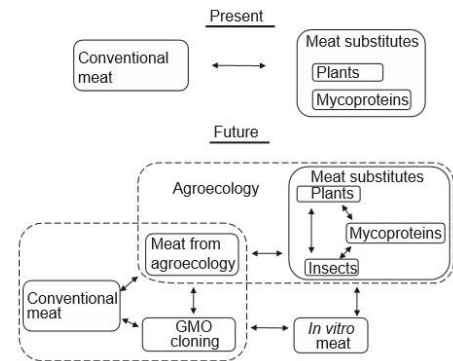 Present
Conventional
meat
Meat substitutes
Plants
Mycoproteins
Future
Agroecology
Meat substitutes
Plants
Mycoproteins
Insects
Meat from
agroecology
Conventional
meat
GMO
cloning
In vitro
meat